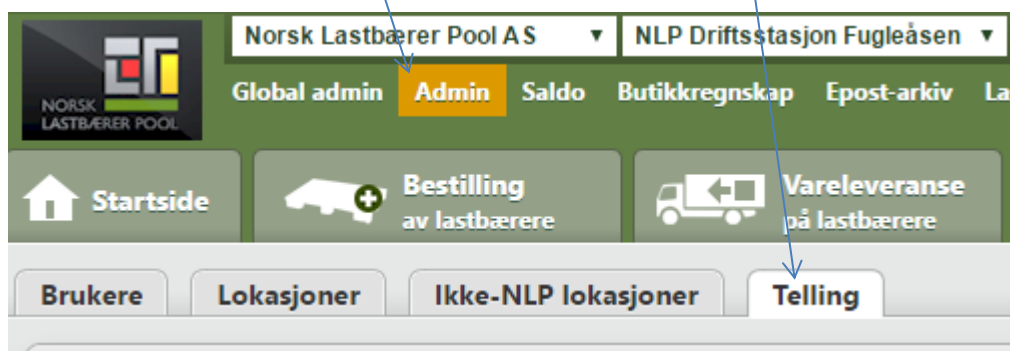 Norsk Lastbærer Pool AS ▼ NLP Driftsstasjon Fugleåsen ▼
NORSK
LASTBÆRER POOL
Global admin Admin Saldo Butikkregnskap Epost-arkiv La
Startside
Bestilling
av lastbærere
Vareleveranse
på lastbærere
Brukere Lokasjoner Ikke-NLP lokasjoner Telling